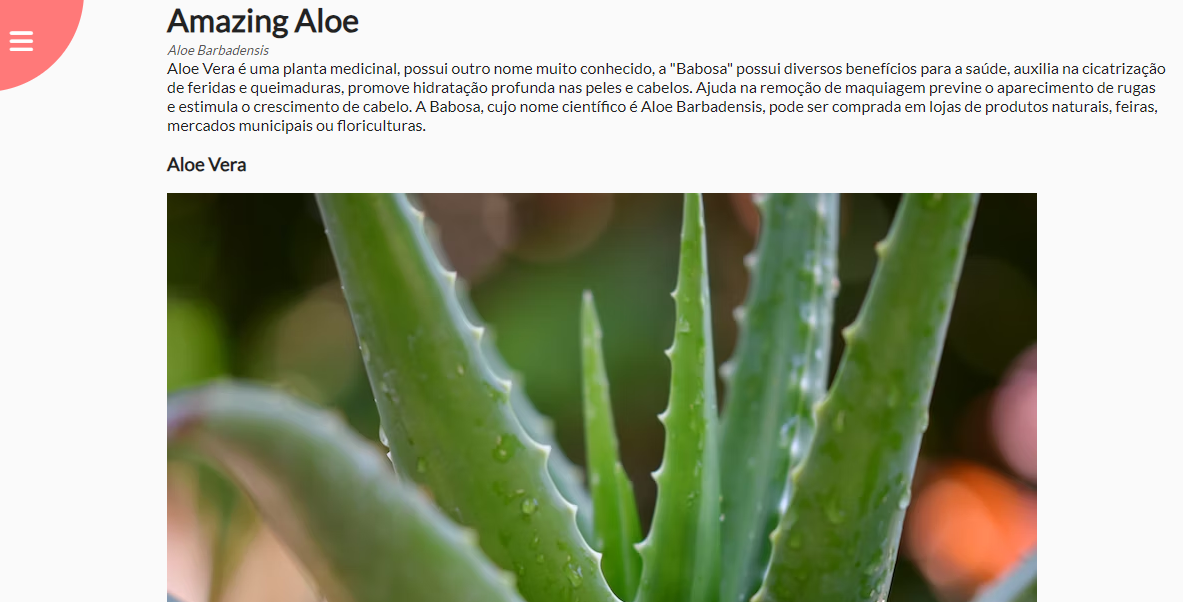 Amazing Aloe
Aloe Barbadensis
Aloe Vera é uma planta medicinal, possui outro nome muito conhecido, a "Babosa" possui diversos benefícios para a saúde, auxilia na cicatrização
de feridas e queimaduras, promove hidratação profunda nas peles e cabelos. Ajuda na remoção de maquiagem previne o aparecimento de rugas
e estimula o crescimento de cabelo. A Babosa, cujo nome científico é Aloe Barbadensis, pode ser comprada em lojas de produtos naturais, feiras,
mercados municipais ou floriculturas.
Aloe Vera